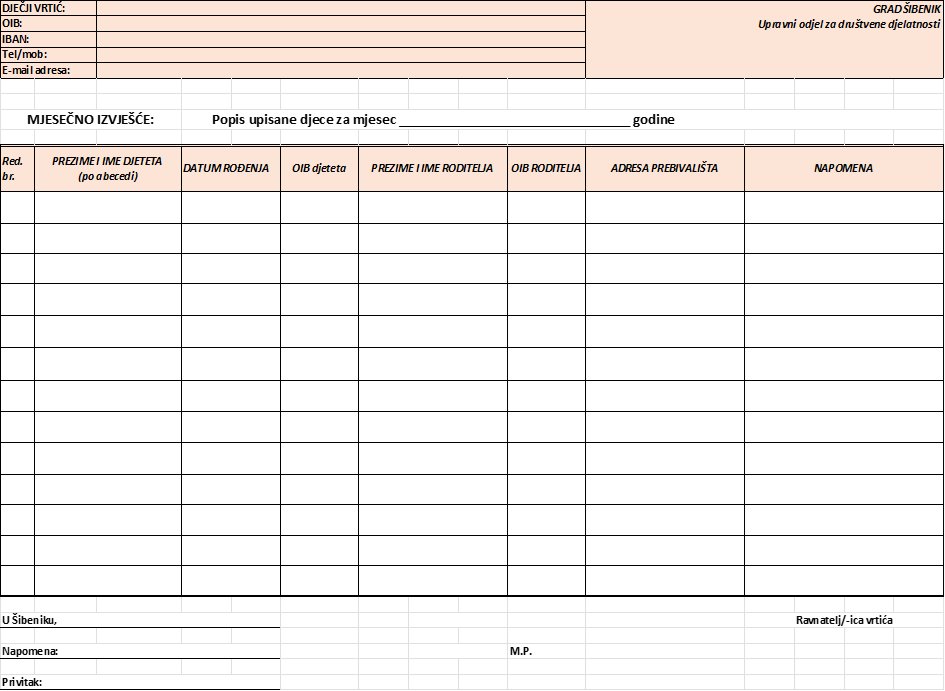 DJEČJI VRTIĆ:
GRAD ŠIBENIK
OIB:
Upravni odjel za društvene djelatnosti
IBAN:
Tel/mob:
E-mail adresa:
MJESEČNO IZVJEŠĆE: Popis upisane djece za mjesec ________________________________ godine
Red. br.
PREZIME I IME DJETETA (po abecedi)
DATUM ROĐENJA
OIB djeteta
PREZIME I IME RODITELJA
OIB RODITELJA
ADRESA PREBIVALIŠTA
NAPOMENA
U Šibeniku,
Ravnatelj/-ica vrtića
Napomena:
M.P.
Privitak: